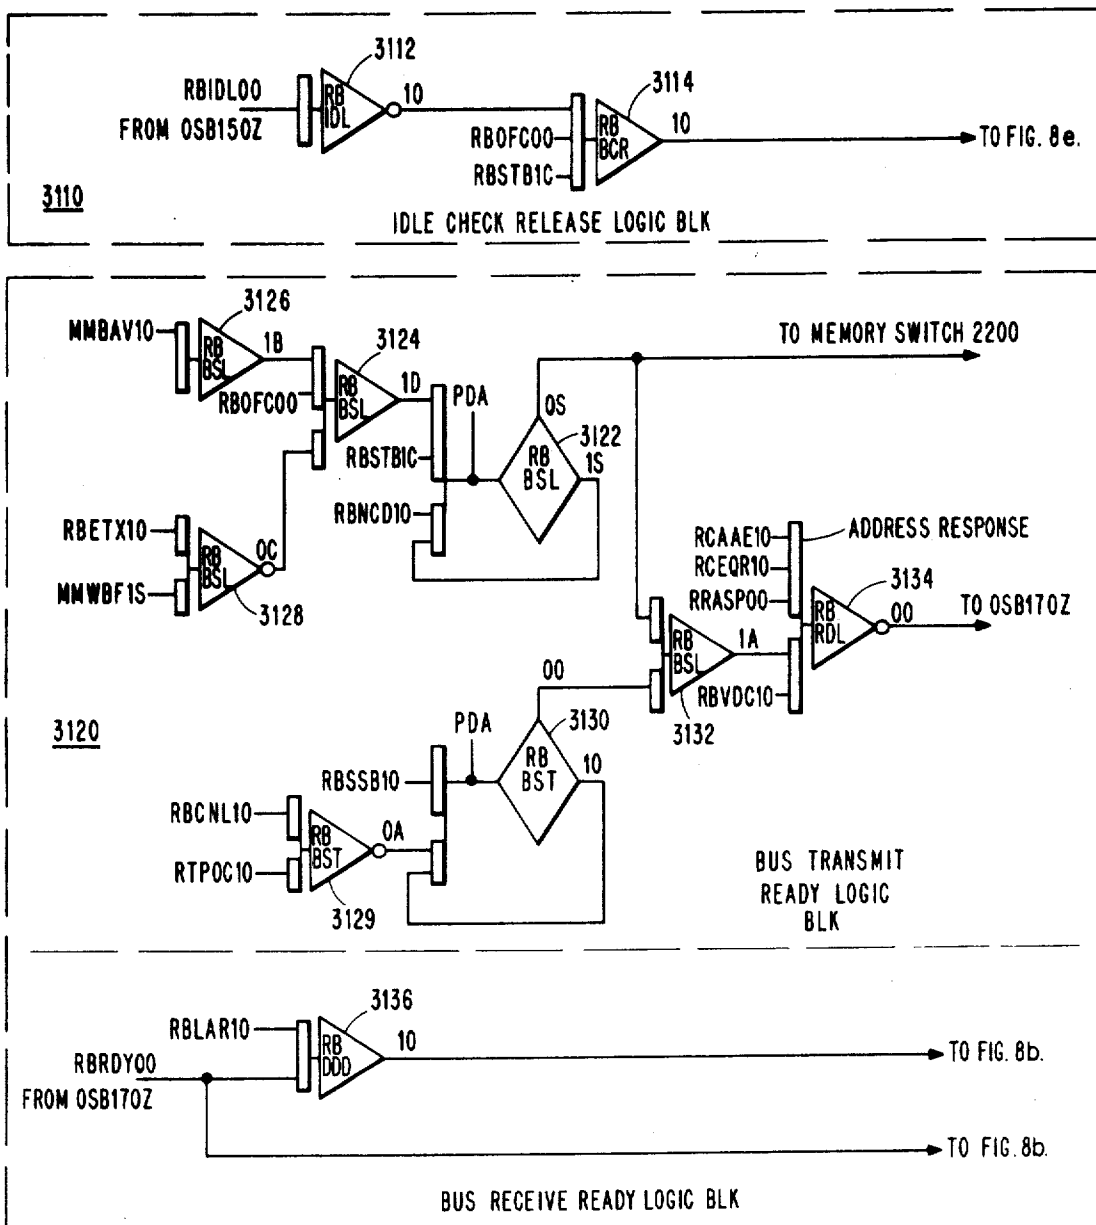 3112
RBIDL00
FROM OSB150Z
RB
IDL
10
3114
RBOFC00
RBSTB1C
RB
BCR
10
TO FIG. 8e.
3110
IDLE CHECK RELEASE LOGIC BLK
3126
MMBAV10
RB
BSL
1B
3124
RBOFC00
RB
BSL
1D
PDA
RBSTB1C
RBNCD10
TO MEMORY SWITCH 2200
0S
3122
RB
BSL
1S
RBETX10
MMWBF1S
RB
BSL
0C
3128
RCAAE10
RCEQR10
RRASP00
ADDRESS RESPONSE
3134
RB
RDL
00
TO OSB170Z
RB
BSL
1A
3132
RBVDC10
3120
00
PDA
3130
RB
BST
10
RBSSB10
RBCNL10
RTPOC10
RB
BST
0A
3129
BUS TRANSMIT
READY LOGIC
BLK
3136
RBLAR10
RB
DDD
10
TO FIG. 8b.
RBRDY00
FROM OSB170Z
TO FIG. 8b.
BUS RECEIVE READY LOGIC BLK